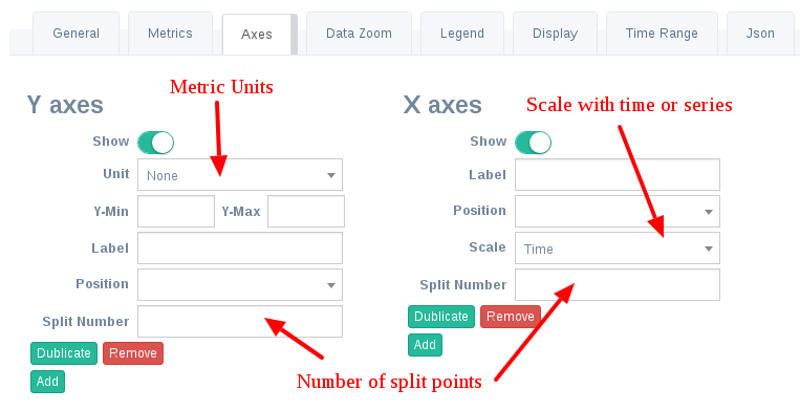 General Metrics Axes Data Zoom Legend Display Time Range Json
Metric Units
Y axes
Show
Unit None
Y-Min Y-Max
Label
Position
Split Number
Dublicate Remove
Add
X axes
Scale with time or series
Show
Label
Position
Scale Time
Split Number
Dublicate Remove
Add
Number of split points